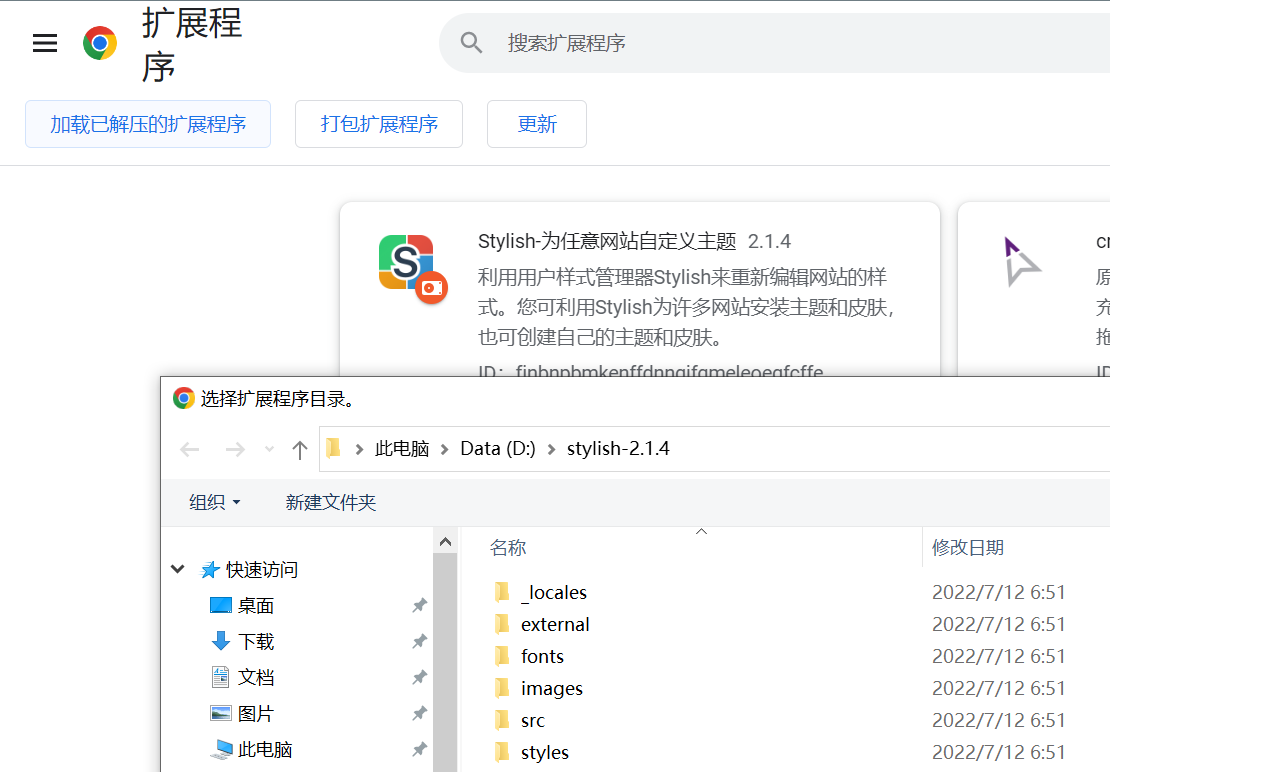 扩展程
序
搜索扩展程序
加载已解压的扩展程序
打包扩展程序
更新
Stylish-为任意网站自定义主题 2.1.4
利用用户样式管理器Stylish来重新编辑网站的样
式。您可利用Stylish为许多网站安装主题和皮肤，
也可创建自己的主题和皮肤。
cr
原
充
拖
选择扩展程序目录。
此电脑
Data (D:)
stylish-2.1.4
组织
新建文件夹
快速访问
桌面
下载
文档
图片
此电脑
名称
修改日期
_locales 2022/7/12 6:51
external 2022/7/12 6:51
fonts 2022/7/12 6:51
images 2022/7/12 6:51
src 2022/7/12 6:51
styles 2022/7/12 6:51